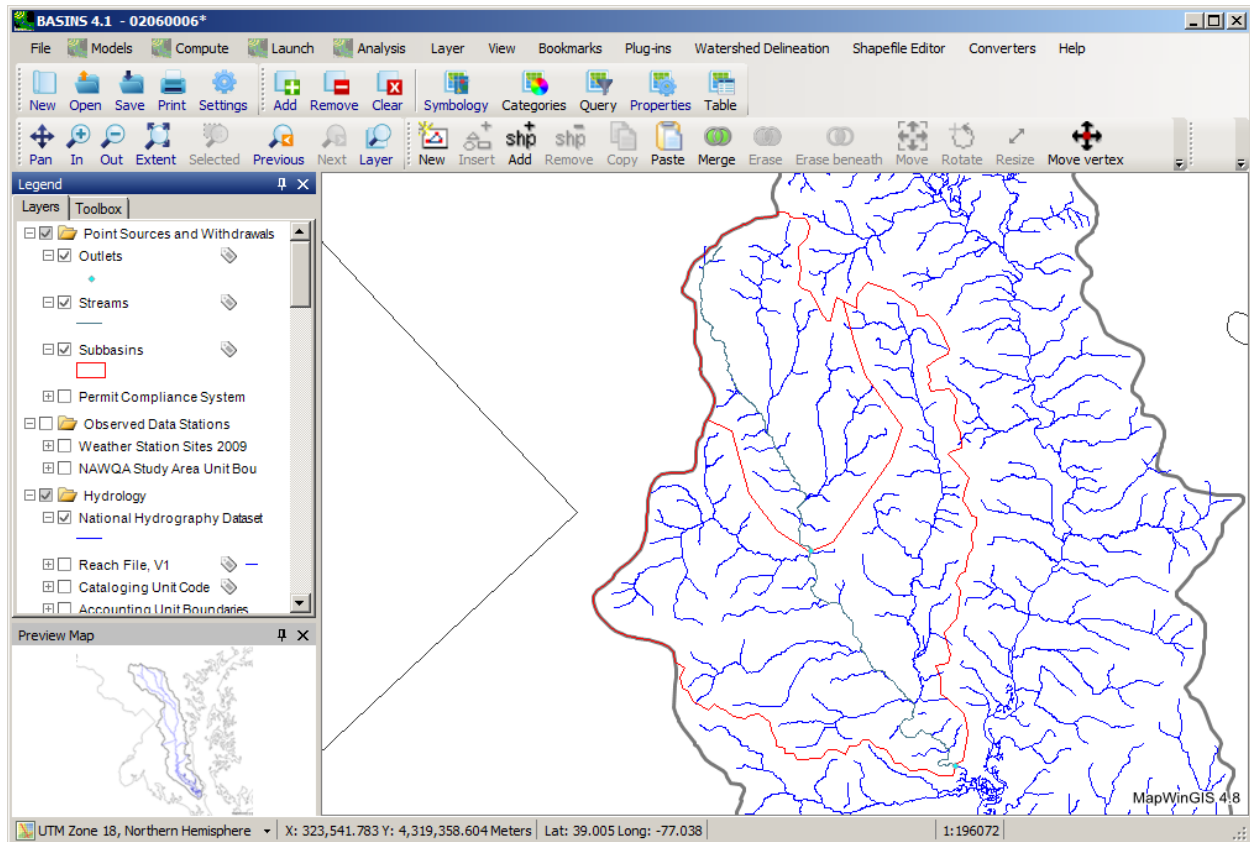 BASINS 4.1 - 02060006*
File Models Compute Launch Analysis Layer View Bookmarks Plug-ins Watershed Delineation Shapefile Editor Converters Help
New Open Save Print Settings Add Remove Clear Symbology Categories Query Properties Table
Pan In Out Extent Selected Previous Next Layer New Insert Add Remove Copy Paste Merge Erase Erase beneath Move Rotate Resize Move vertex
shp shp
Legend
Layers Toolbox
Point Sources and Withdrawals
Outlets
Streams
Subbasins
Permit Compliance System
Observed Data Stations
Weather Station Sites 2009
NAWQA Study Area Unit Bou
Hydrology
National Hydrography Dataset
Reach File, V1
Cataloging Unit Code
Accounting Unit Boundaries
Preview Map
MapWinGIS 4.8
UTM Zone 18, Northern Hemisphere X: 323,541.783 Y: 4,319,358.604 Meters Lat: 39.005 Long: -77.038 1:196072